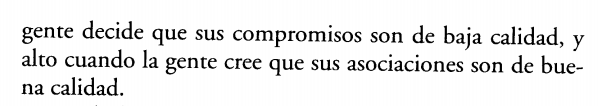 gente decide que sus compromisos son de baja calidad, y
alto cuando la gente cree que sus asociaciones son de bue-
na calidad.